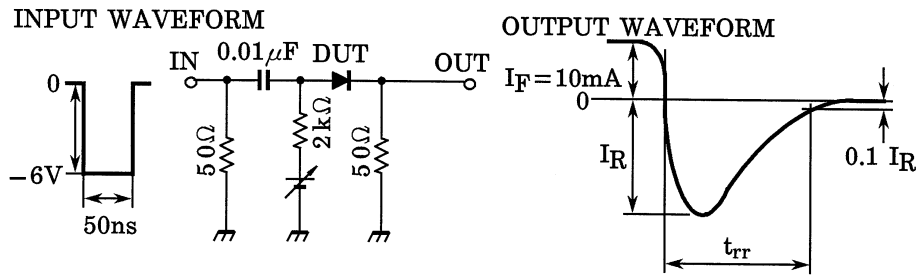 INPUT WAVEFORM
0
−6V
50ns
IN
0.01μF
DUT
OUT
50Ω
2kΩ
50Ω
OUTPUT WAVEFORM
IF=10mA
0
IR
0.1 IR
trr